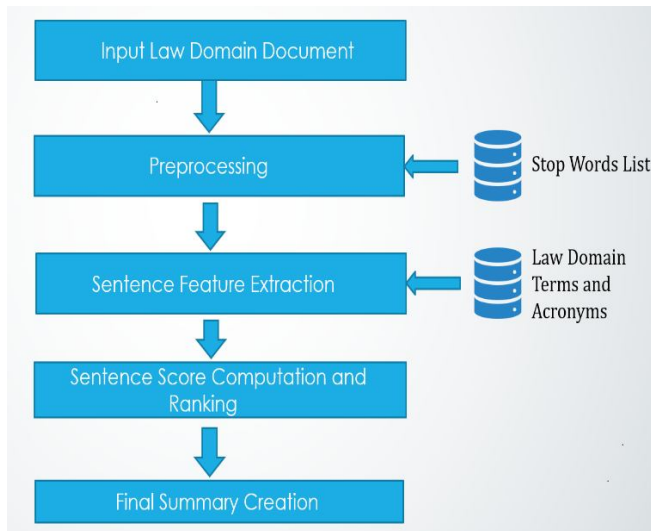 Input Law Domain Document
Preprocessing
Stop Words List
Sentence Feature Extraction
Law Domain
Terms and
Acronyms
Sentence Score Computation and
Ranking
Final Summary Creation